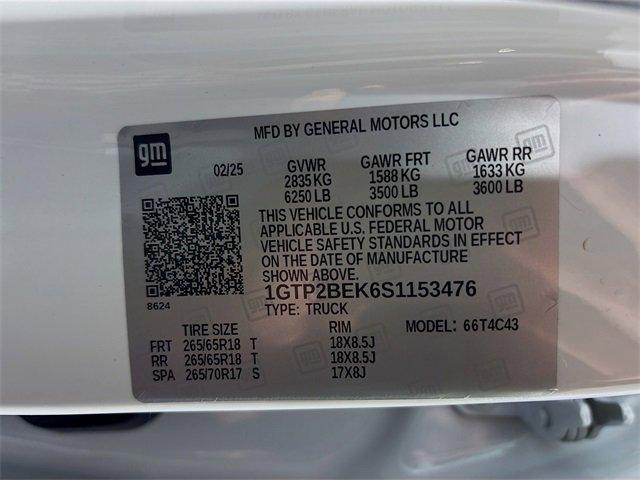 MFD BY GENERAL MOTORS LLC
gm
02/25 GVWR GAWR FRT GAWR RR
2835 KG 1588 KG 1633 KG
6250 LB 3500 LB 3600 LB
THIS VEHICLE CONFORMS TO ALL
APPLICABLE U.S. FEDERAL MOTOR
VEHICLE SAFETY STANDARDS IN EFFECT
ON THE DATE OF MANUFACTURE
SHOWN ABOVE.
8624
1GTP2BEK6S1153476
TYPE: TRUCK
TIRE SIZE RIM MODEL: 66T4C43
FRT 265/65R18 T 18X8.5J
RR 265/65R18 T 18X8.5J
SPA 265/70R17 S 17X8J